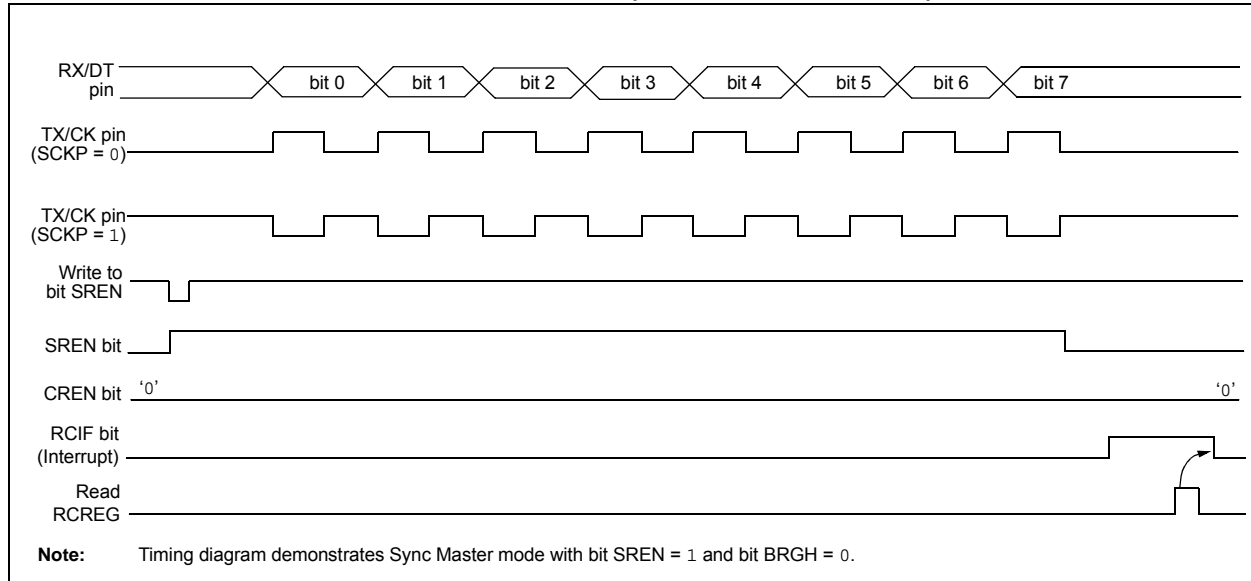 RX/DT
pin
bit 0 bit 1 bit 2 bit 3 bit 4 bit 5 bit 6 bit 7
TX/CK pin
(SCKP = 0)
TX/CK pin
(SCKP = 1)
Write to
bit SREN
SREN bit
CREN bit ‘0’ ‘0’
RCIF bit
(Interrupt)
Read
RCREG
Note: Timing diagram demonstrates Sync Master mode with bit SREN = 1 and bit BRGH = 0.